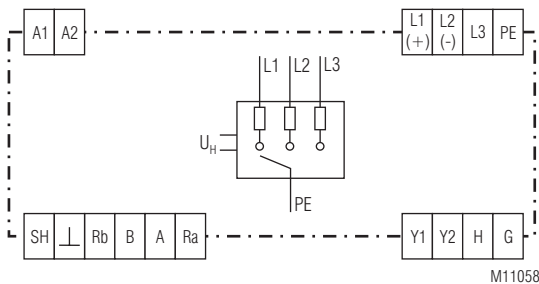 A1 A2
L1 (+) L2 (-) L3 PE
L1 L2 L3
UH
PE
SH ⊥ Rb B A Ra
Y1 Y2 H G
M11058